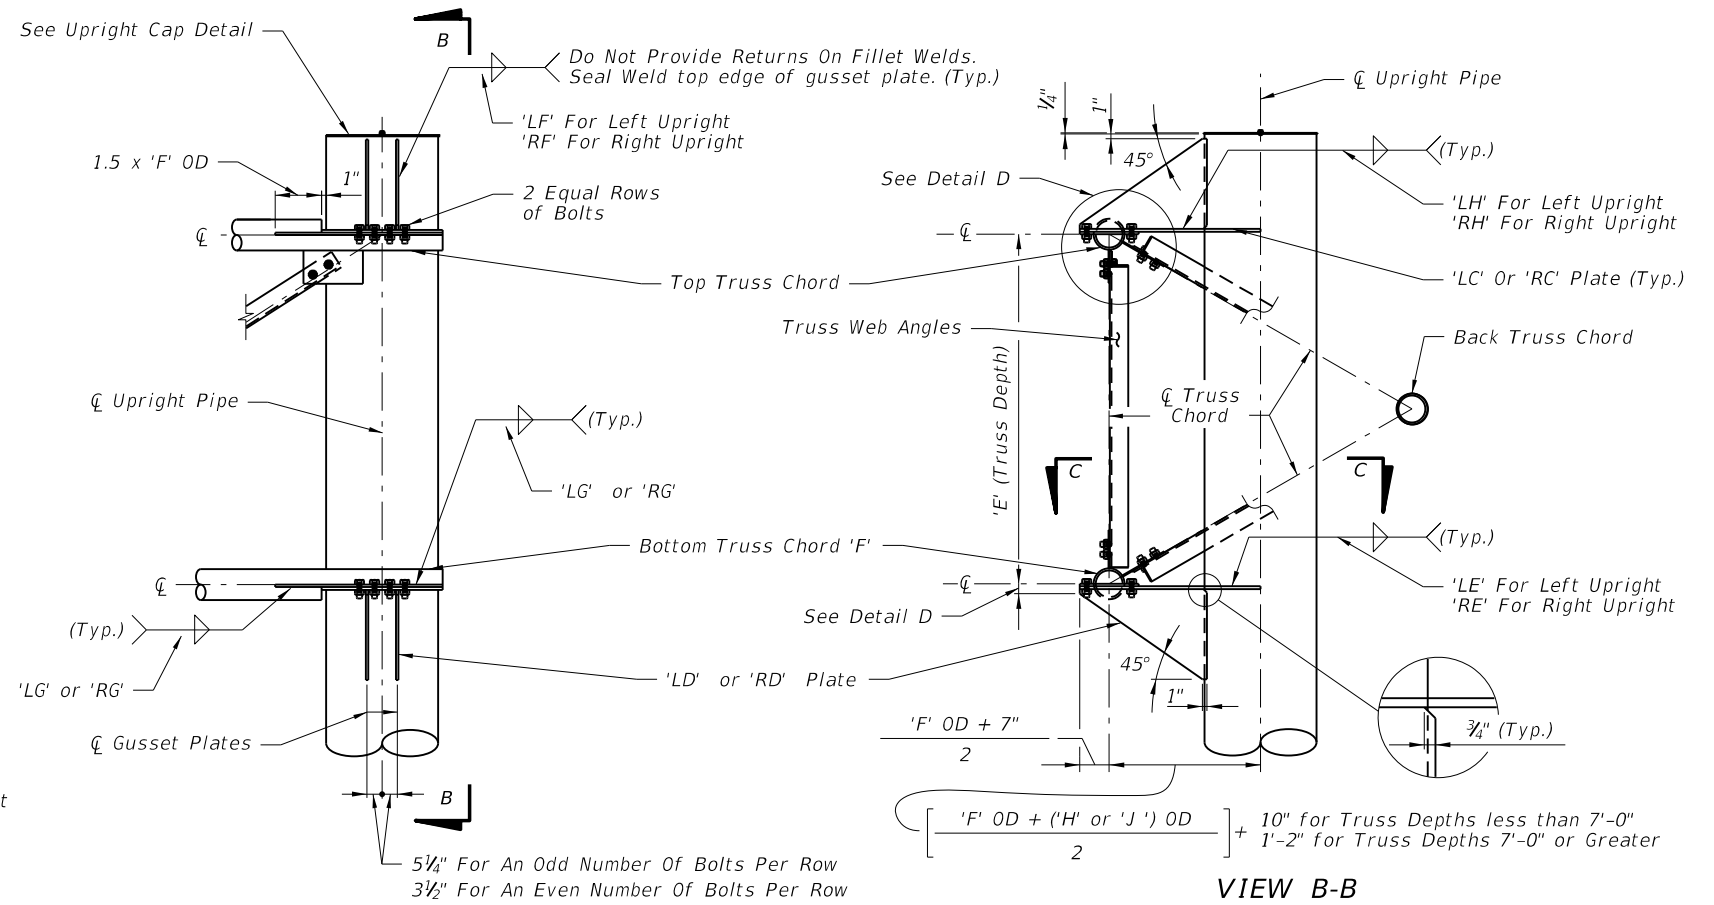 See Upright Cap Detail
B
Do Not Provide Returns On Fillet Welds.
Seal Weld top edge of gusset plate. (Typ.)
'LF' For Left Upright
'RF' For Right Upright
1.5 x 'F' OD
1"
2 Equal Rows
of Bolts
℄
Top Truss Chord
℄ Upright Pipe
(Typ.)
'LG' or 'RG'
Bottom Truss Chord 'F'
℄
(Typ.)
'LG' or 'RG'
'LD' or 'RD' Plate
℄ Gusset Plates
t
B
5¼" For An Odd Number Of Bolts Per Row
3½" For An Even Number Of Bolts Per Row
℄ Upright Pipe
¼"
1"
45°
(Typ.)
See Detail D
'LH' For Left Upright
'RH' For Right Upright
℄
'LC' Or 'RC' Plate (Typ.)
Truss Web Angles
Back Truss Chord
'E' (Truss Depth)
℄ Truss
Chord
C
C
(Typ.)
℄
'LE' For Left Upright
'RE' For Right Upright
See Detail D
45°
1"
'F' OD + 7"
2
¾" (Typ.)
'F' OD + ('H' or 'J ') OD
2
+
10" for Truss Depths less than 7'-0"
1'-2" for Truss Depths 7'-0" or Greater
VIEW B-B